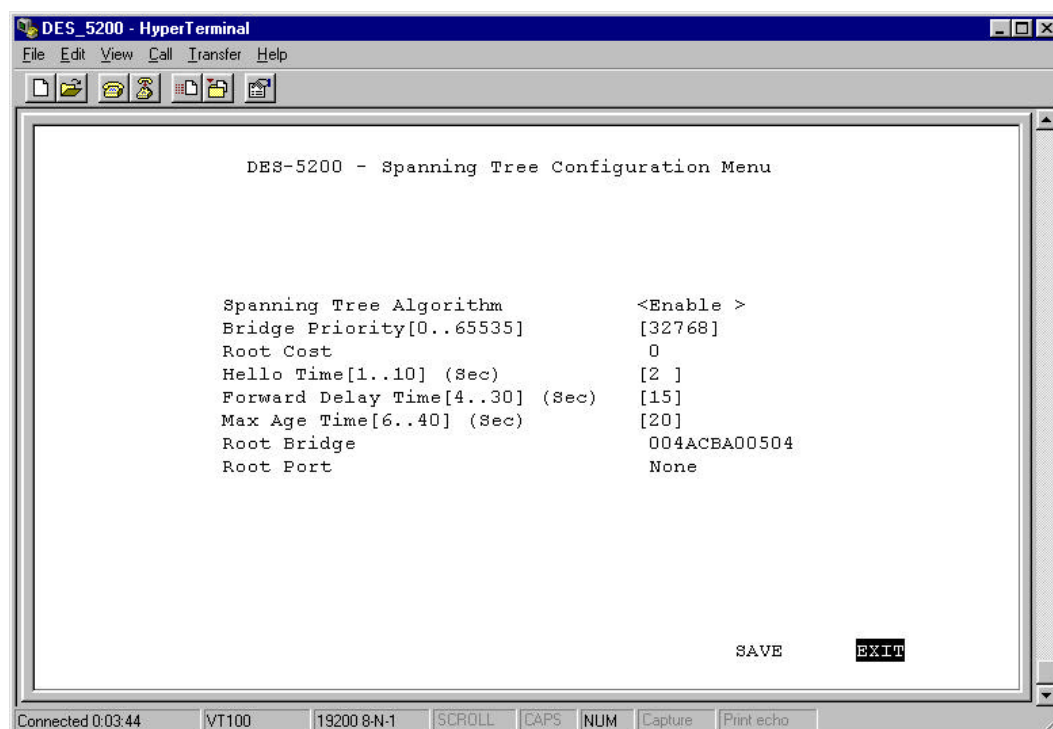 DES_5200 - HyperTerminal
File Edit View Call Transfer Help
DES-5200 - Spanning Tree Configuration Menu
Spanning Tree Algorithm <Enable >
Bridge Priority[0..65535] [32768]
Root Cost 0
Hello Time[1..10] (Sec) [2 ]
Forward Delay Time[4..30] (Sec) [15]
Max Age Time[6..40] (Sec) [20]
Root Bridge 004ACBA00504
Root Port None
SAVE EXIT
Connected 0:03:44 VT100 19200 8-N-1 SCROLL CAPS NUM Capture Print echo